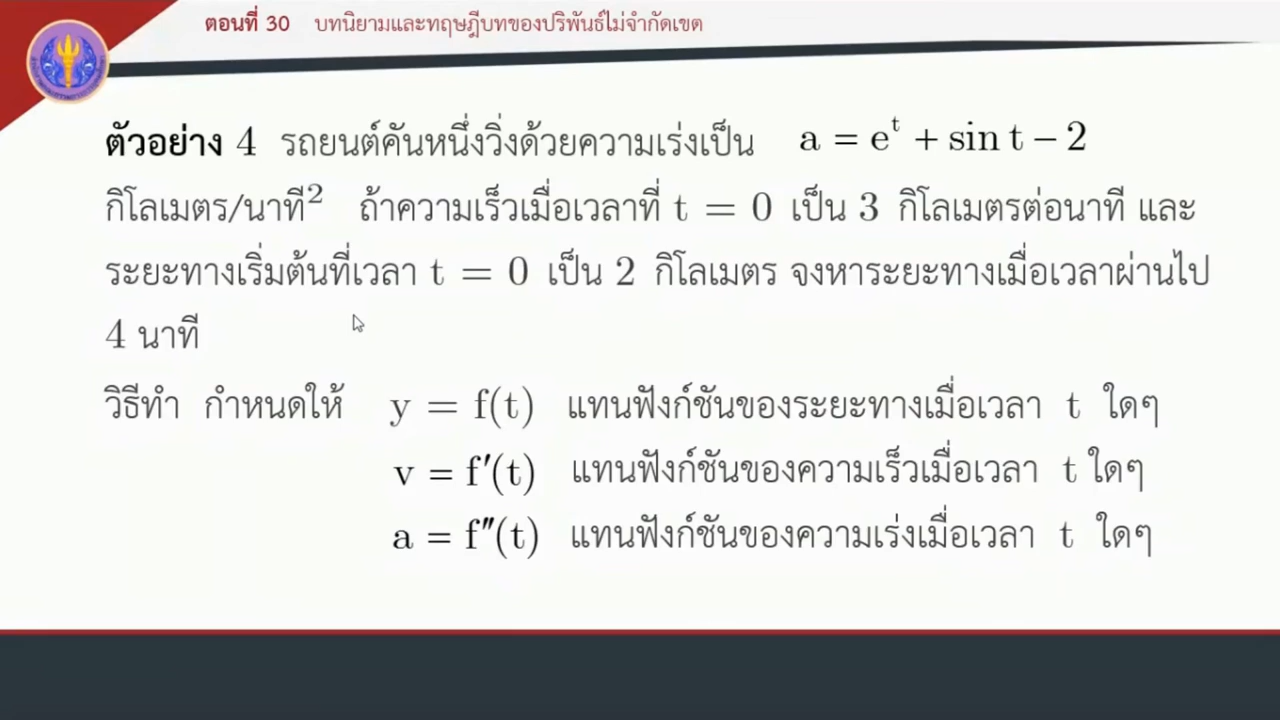 ตอนที่ 30 บทนิยามและทฤษฎีบทของปริพันธ์ไม่จำกัดเขต
ตัวอย่าง 4 รถยนต์คันหนึ่งวิ่งด้วยความเร่งเป็น a = eᵗ + sin t − 2
กิโลเมตร/นาที² ถ้าความเร็วเมื่อเวลาที่ t = 0 เป็น 3 กิโลเมตรต่อนาที และ
ระยะทางเริ่มต้นที่เวลา t = 0 เป็น 2 กิโลเมตร จงหาระยะทางเมื่อเวลาผ่านไป
4 นาที
วิธีทำ กำหนดให้ y = f(t) แทนฟังก์ชันของระยะทางเมื่อเวลา t ใดๆ
v = f′(t) แทนฟังก์ชันของความเร็วเมื่อเวลา t ใดๆ
a = f″(t) แทนฟังก์ชันของความเร่งเมื่อเวลา t ใดๆ